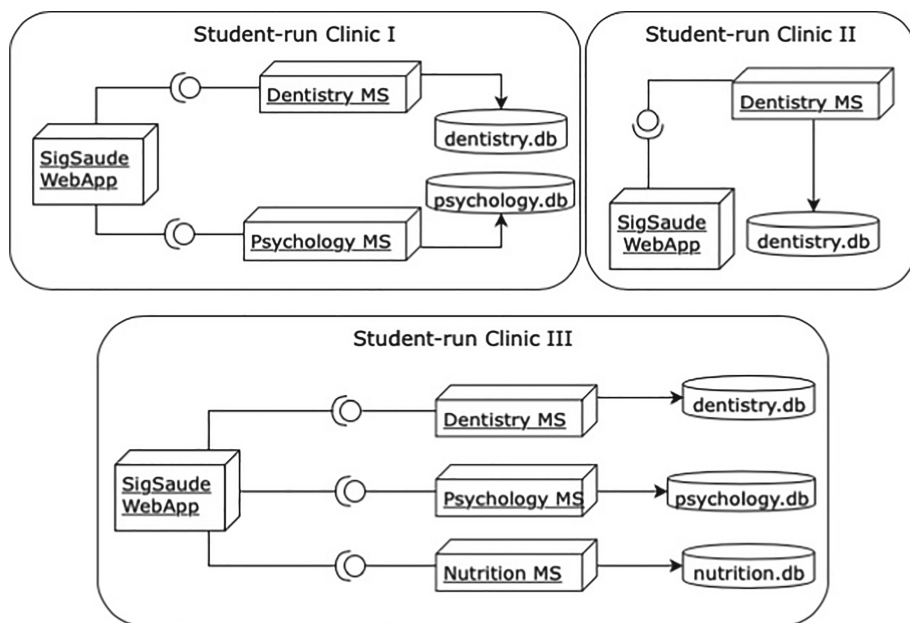 Student-run Clinic I
Dentistry MS
dentistry.db
SigSaude
WebApp
psychology.db
Psychology MS
Student-run Clinic II
Dentistry MS
SigSaude
WebApp
dentistry.db
Student-run Clinic III
Dentistry MS
dentistry.db
SigSaude
WebApp
Psychology MS
psychology.db
Nutrition MS
nutrition.db